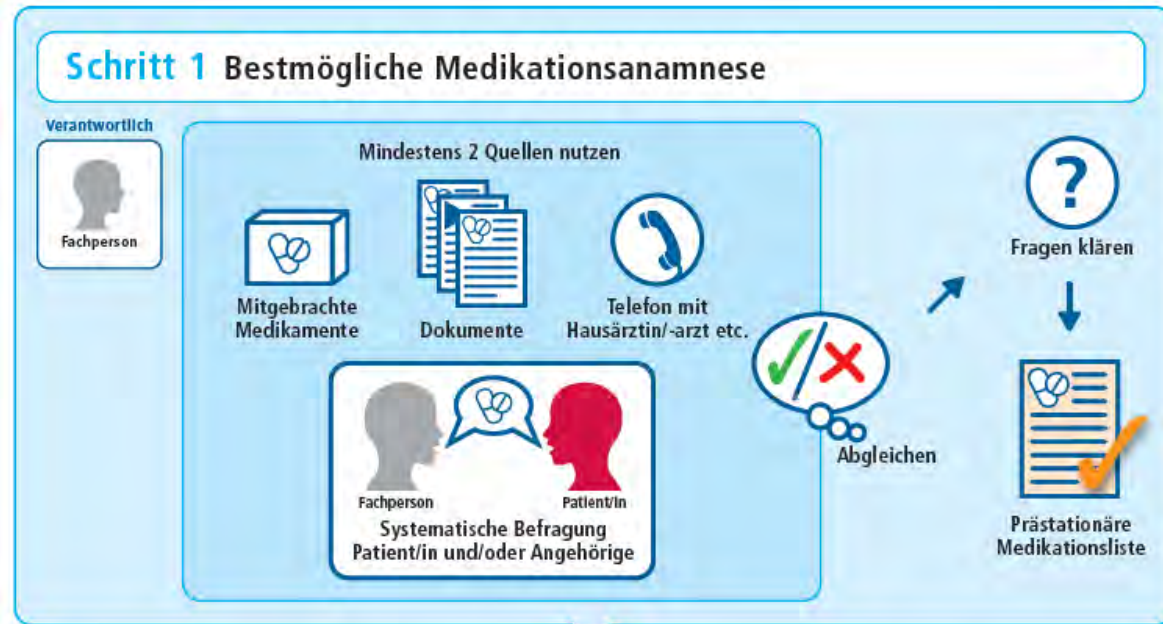 Schritt 1 Bestmögliche Medikationsanamnese
Verantwortlich
Fachperson
Mindestens 2 Quellen nutzen
Mitgebrachte
Medikamente
Dokumente
Telefon mit
Hausärztin/-arzt etc.
Fachperson
Patient/in
Systematische Befragung
Patient/in und/oder Angehörige
Abgleichen
?
Fragen klären
Prästationäre
Medikationsliste